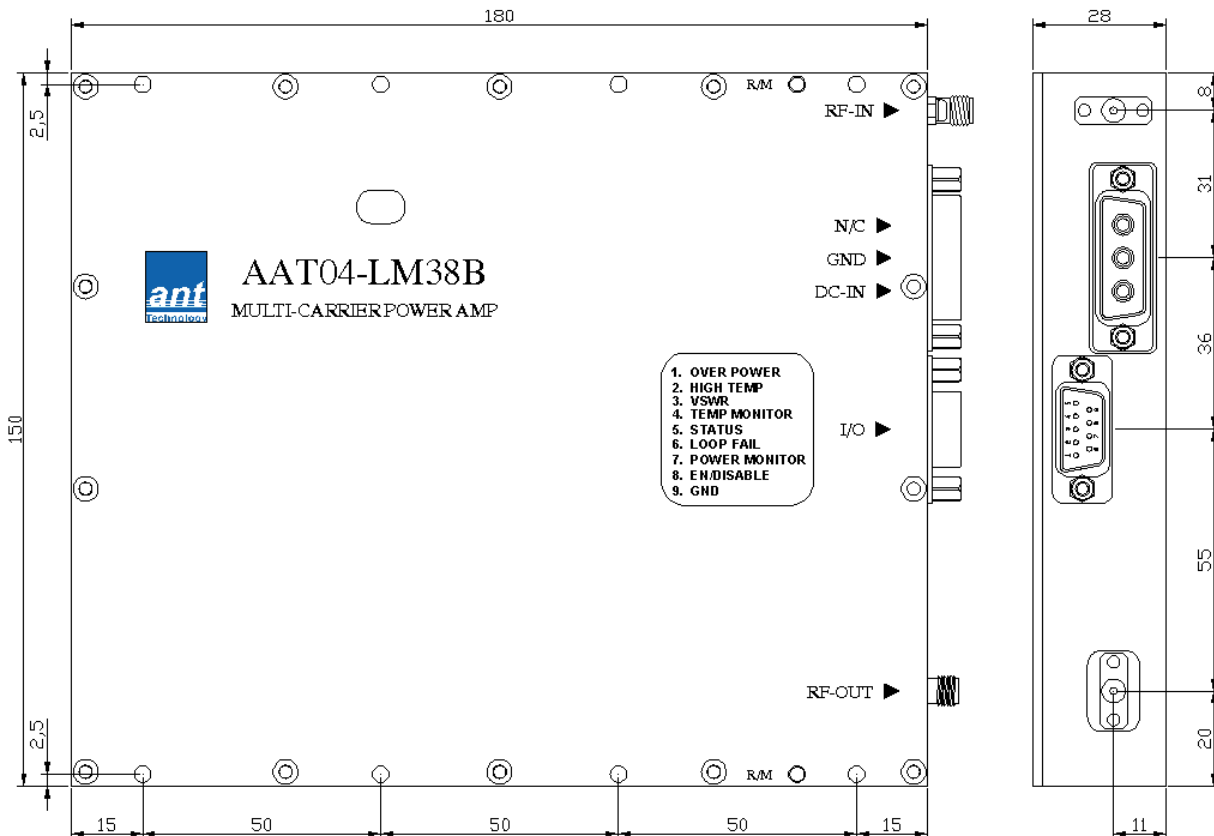 180
28
2,5
R/M
8
RF-IN
31
N/C
AAT04-LM38B
GND
ant
Technology
MULTI-CARRIER POWER AMP
DC-IN
36
150
1. OVER POWER
2. HIGH TEMP
3. VSWR
4. TEMP MONITOR
5. STATUS
6. LOOP FAIL
7. POWER MONITOR
8. EN/DISABLE
9. GND
I/O
55
RF-OUT
2,5
R/M
20
15
50
50
50
15
11